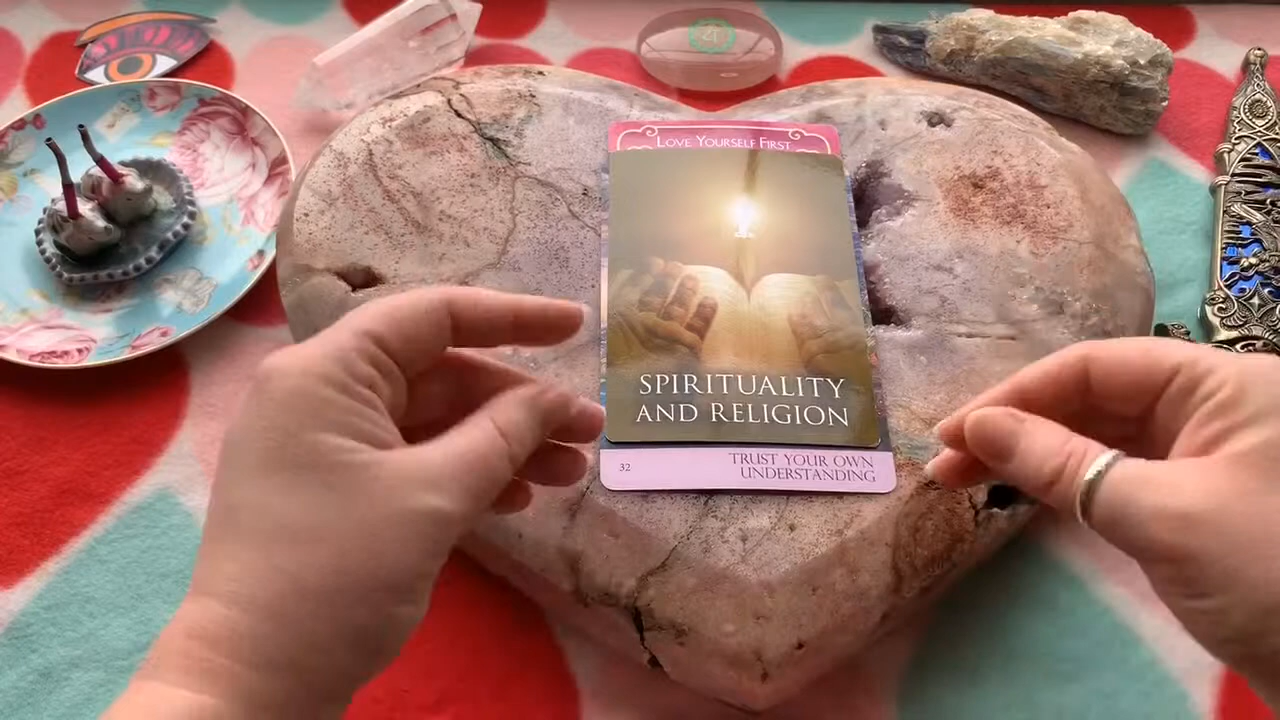 LOVE YOURSELF FIRST
SPIRITUALITY
AND RELIGION
32
TRUST YOUR OWN
UNDERSTANDING